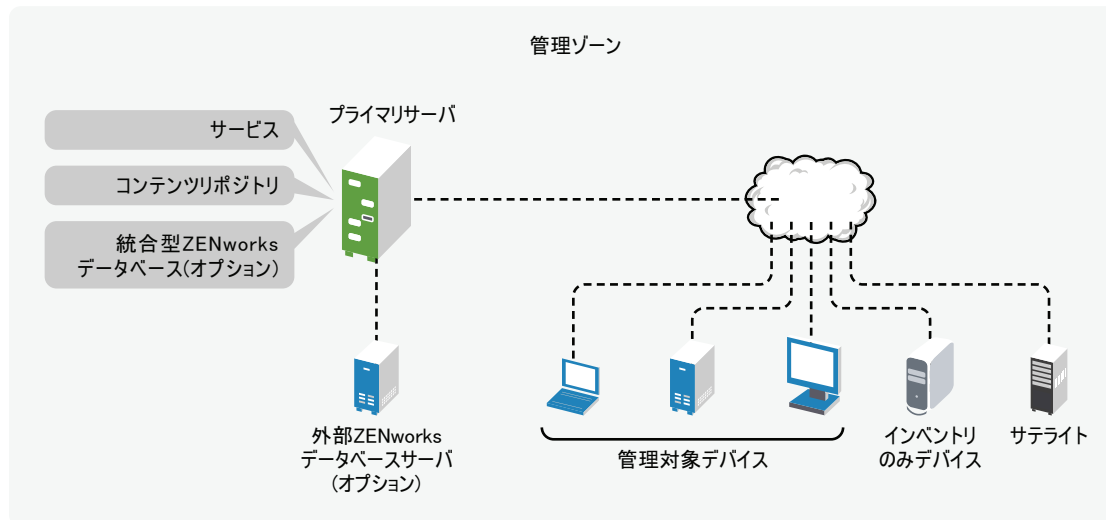 管理ゾーン
プライマリサーバ
サービス
コンテンツリポジトリ
統合型ZENworks
データベース(オプション)
外部ZENworks
データベースサーバ
(オプション)
管理対象デバイス
インベントリ
のみデバイス
サテライト